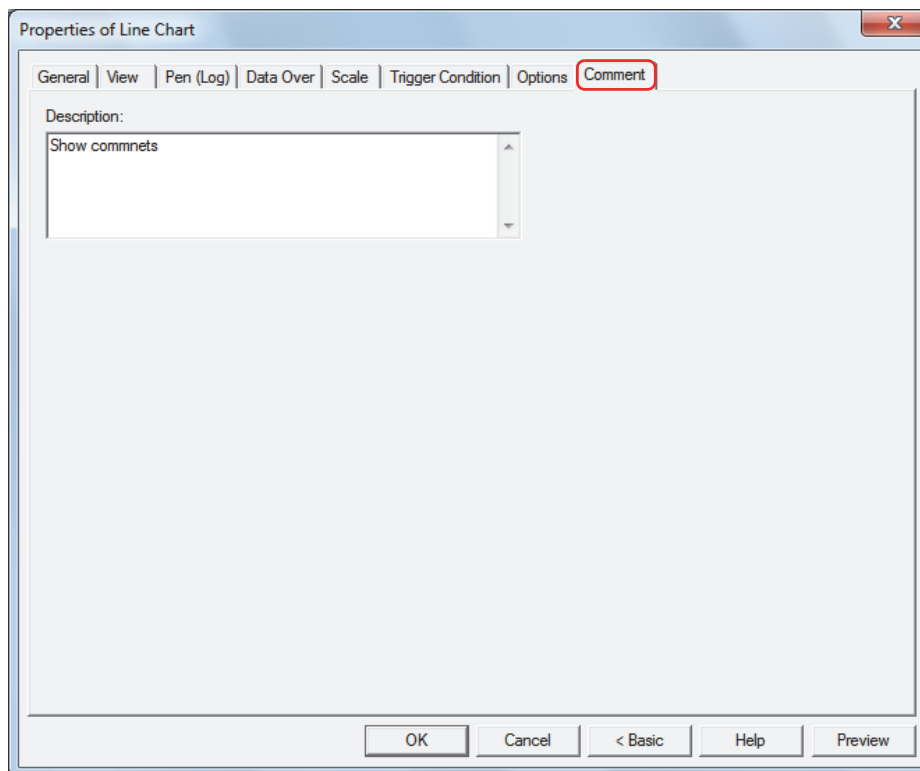 Properties of Line Chart
General View Pen (Log) Data Over Scale Trigger Condition Options Comment
Description:
Show commnets
OK Cancel < Basic Help Preview